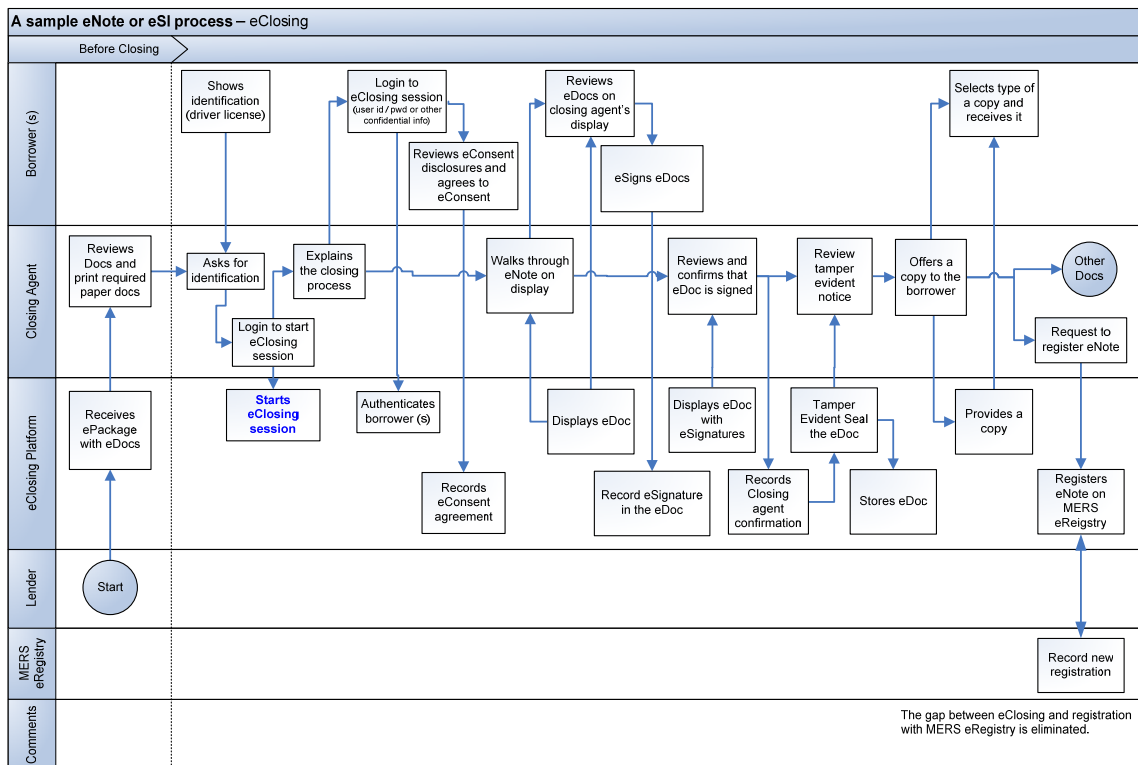 A sample eNote or eSI process – eClosing
Before Closing
Borrower (s)
Shows
identification
(driver license)
Login to
eClosing session
(user id / pwd or other
confidential info)
Reviews eConsent
disclosures and
agrees to
eConsent
Reviews
eDocs on
closing agent's
display
eSigns eDocs
Selects type of
a copy and
receives it
Closing Agent
Reviews
Docs and
print required
paper docs
Asks for
identification
Login to start
eClosing
session
Explains
the closing
process
Walks through
eNote on
display
Reviews and
confirms that
eDoc is signed
Review
tamper
evident
notice
Offers a
copy to the
borrower
Other
Docs
Request to
register eNote
eClosing Platform
Receives
ePackage
with eDocs
Starts
eClosing
session
Authenticates
borrower (s)
Records
eConsent
agreement
Displays eDoc
Record eSignature
in the eDoc
Displays eDoc
with
eSignatures
Records
Closing
agent
confirmation
Tamper
Evident Seal
the eDoc
Stores eDoc
Provides a
copy
Registers
eNote on
MERS
eReigstry
Lender
Start
MERS
eRegistry
Record new
registration
Comments
The gap between eClosing and registration
with MERS eRegistry is eliminated.